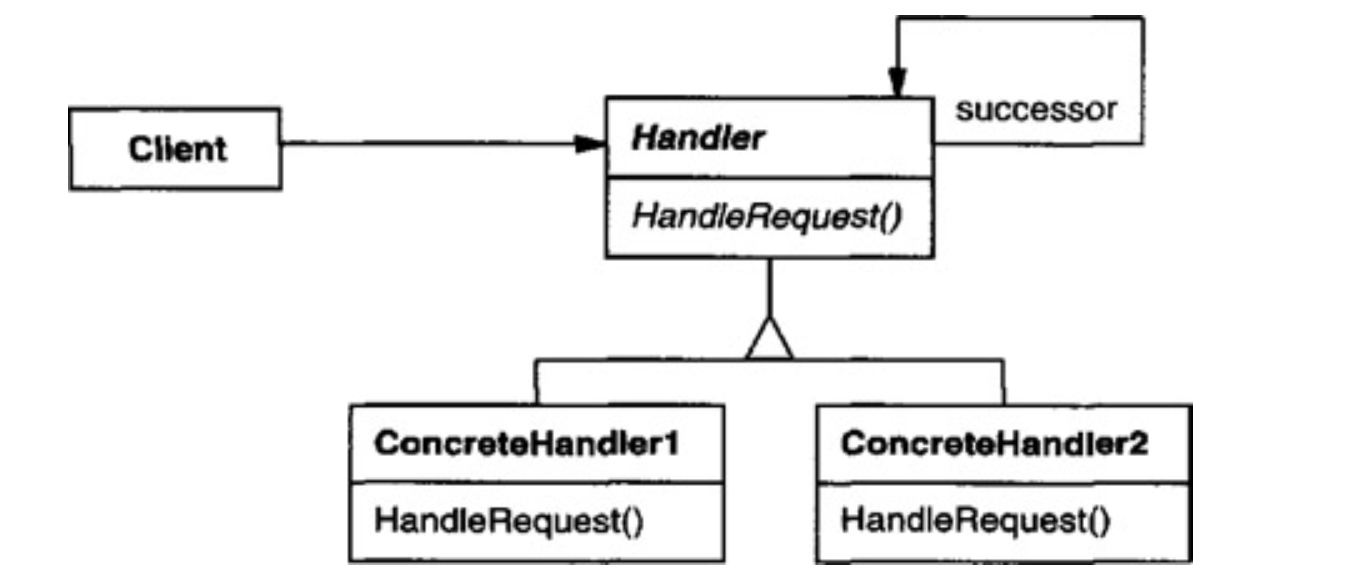 Client
Handler
successor
HandleRequest()
ConcreteHandler1
ConcreteHandler2
HandleRequest()
HandleRequest()